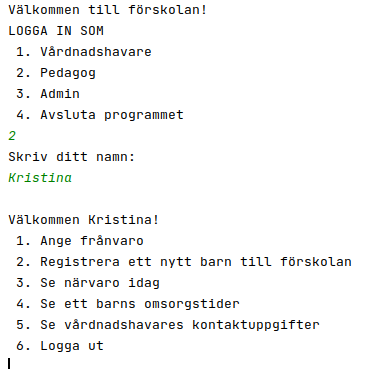 Välkommen till förskolan!
LOGGA IN SOM
1. Vårdnadshavare
2. Pedagog
3. Admin
4. Avsluta programmet
2
Skriv ditt namn:
Kristina
Välkommen Kristina!
1. Ange frånvaro
2. Registrera ett nytt barn till förskolan
3. Se närvaro idag
4. Se ett barns omsorgstider
5. Se vårdnadshavares kontaktuppgifter
6. Logga ut